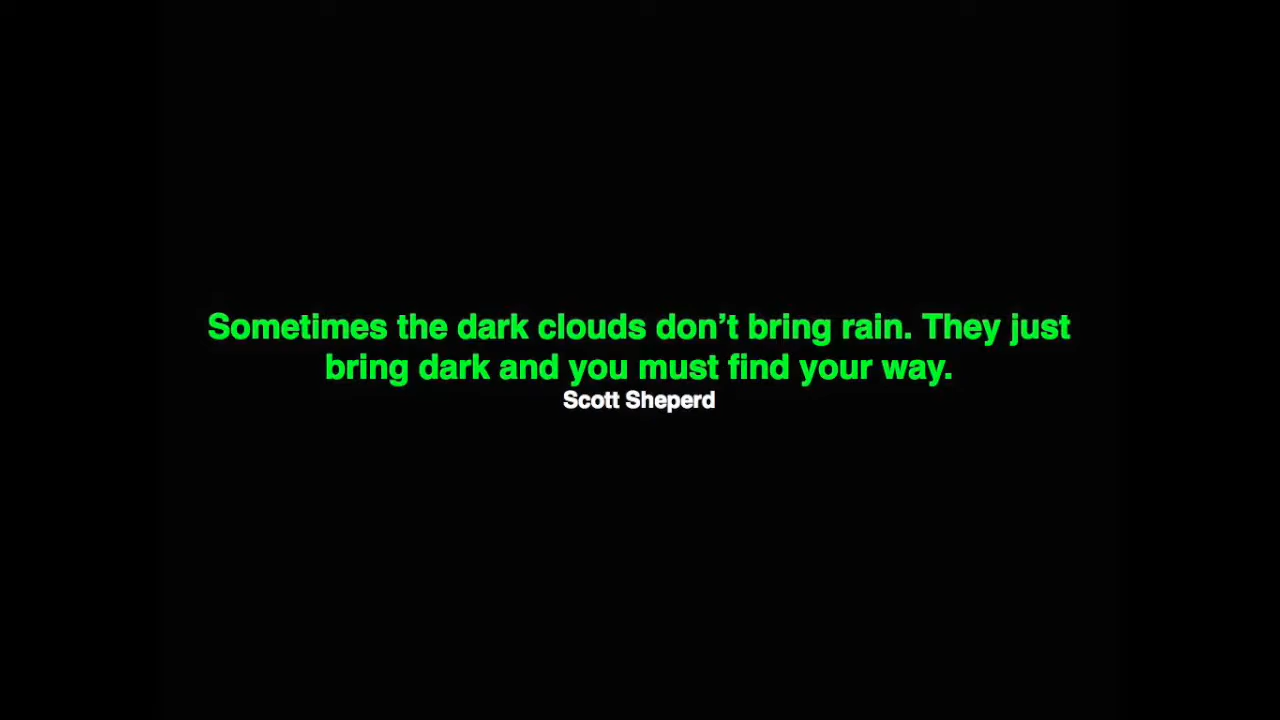 Sometimes the dark clouds don’t bring rain. They just
bring dark and you must find your way.
Scott Sheperd